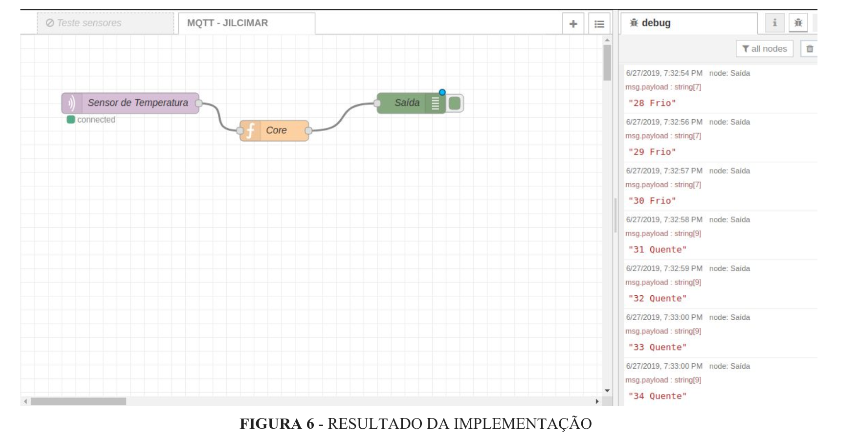 Teste sensores
MQTT - JILCIMAR
debug
i
all nodes
Sensor de Temperatura
connected
f
Core
Saída
6/27/2019, 7:32:54 PM node: Saída
msg.payload : string[7]
"28 Frio"
6/27/2019, 7:32:56 PM node: Saída
msg.payload : string[7]
"29 Frio"
6/27/2019, 7:32:57 PM node: Saída
msg.payload : string[7]
"30 Frio"
6/27/2019, 7:32:58 PM node: Saída
msg.payload : string[9]
"31 Quente"
6/27/2019, 7:32:59 PM node: Saída
msg.payload : string[9]
"32 Quente"
6/27/2019, 7:33:00 PM node: Saída
msg.payload : string[9]
"33 Quente"
6/27/2019, 7:33:00 PM node: Saída
msg.payload : string[9]
"34 Quente"
FIGURA 6 - RESULTADO DA IMPLEMENTAÇÃO